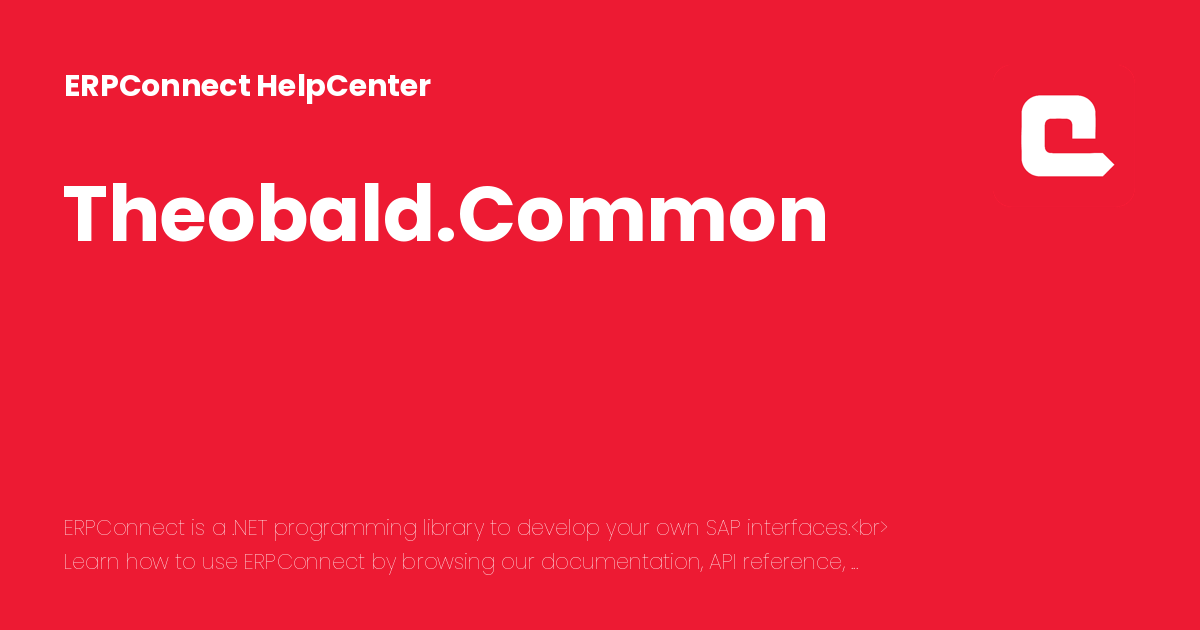 ERPConnect HelpCenter
Theobald.Common
ERPConnect is a .NET programming library to develop your own SAP interfaces.<br>
Learn how to use ERPConnect by browsing our documentation, API reference, ...